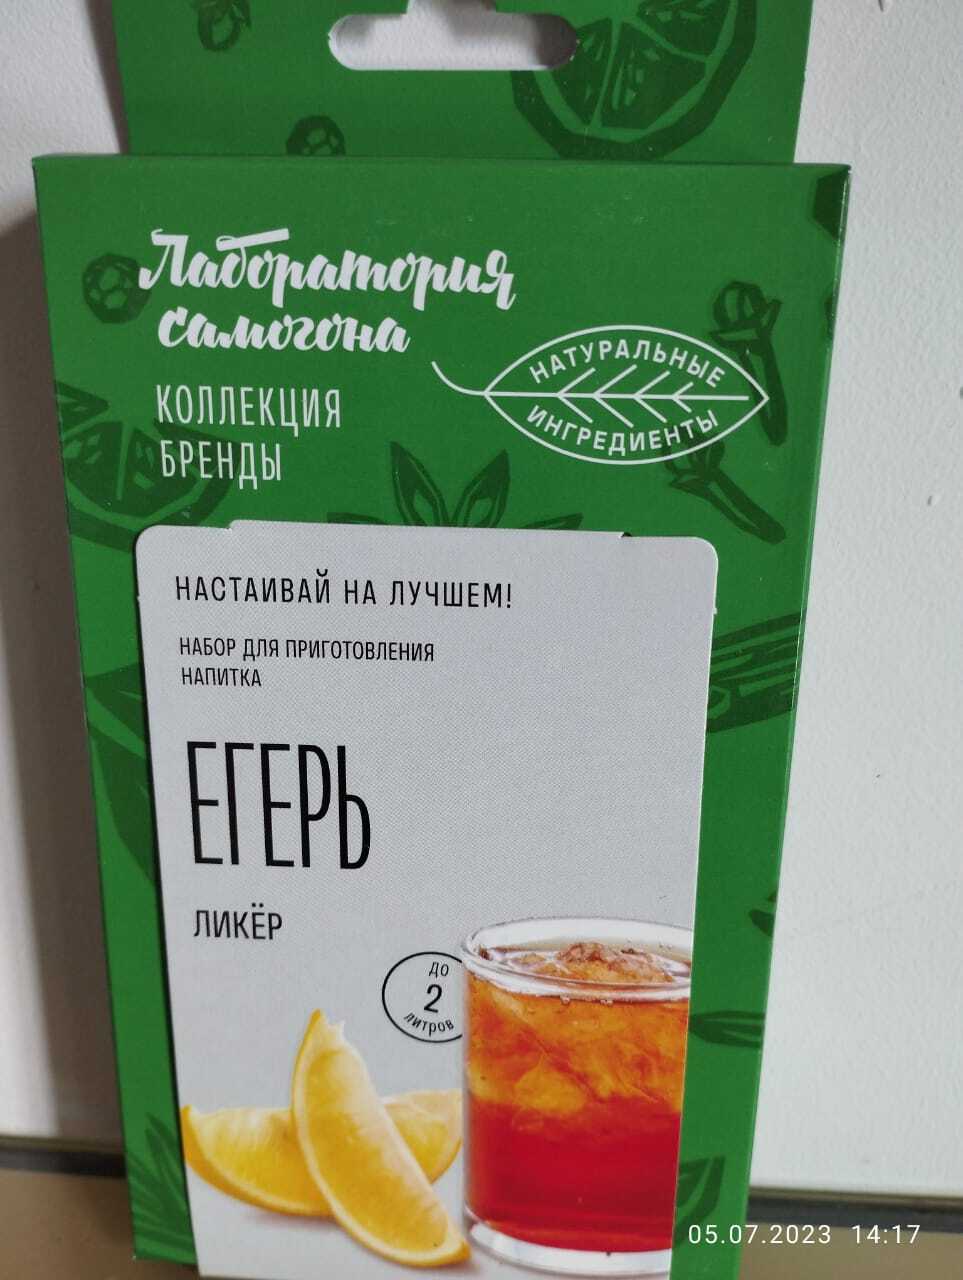 Лаборатория
самогона
КОЛЛЕКЦИЯ
БРЕНДЫ
НАТУРАЛЬНЫЕ
ИНГРЕДИЕНТЫ
НАСТАИВАЙ НА ЛУЧШЕМ!
НАБОР ДЛЯ ПРИГОТОВЛЕНИЯ
НАПИТКА
ЕГЕРЬ
ЛИКЁР
ДО
2
ЛИТРОВ
05.07.2023 14:17